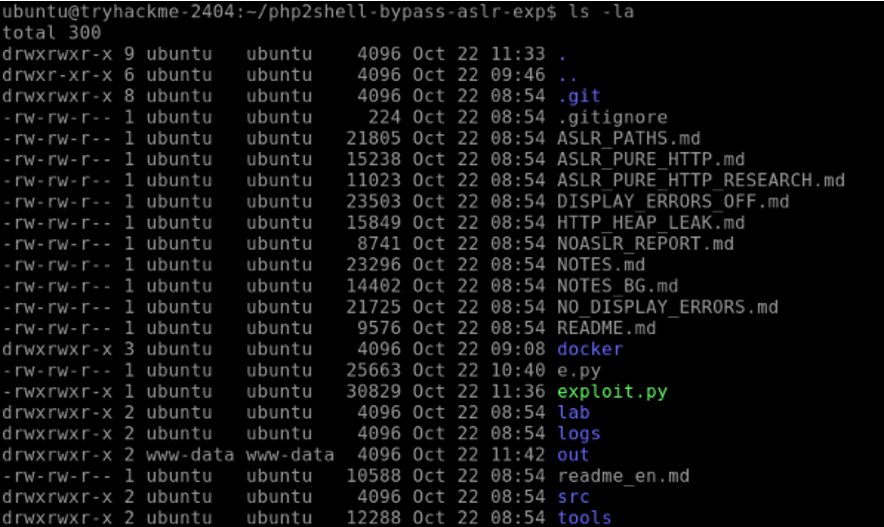 ubuntu@tryhackme-2404:~/php2shell-bypass-aslr-exp$ ls -la
total 300
drwxrwxr-x 9 ubuntu   ubuntu    4096 Oct 22 11:33 .
drwxr-xr-x 6 ubuntu   ubuntu    4096 Oct 22 09:46 ..
drwxrwxr-x 8 ubuntu   ubuntu    4096 Oct 22 08:54 .git
-rw-rw-r-- 1 ubuntu   ubuntu     224 Oct 22 08:54 .gitignore
-rw-rw-r-- 1 ubuntu   ubuntu   21805 Oct 22 08:54 ASLR_PATHS.md
-rw-rw-r-- 1 ubuntu   ubuntu   15238 Oct 22 08:54 ASLR_PURE_HTTP.md
-rw-rw-r-- 1 ubuntu   ubuntu   11023 Oct 22 08:54 ASLR_PURE_HTTP_RESEARCH.md
-rw-rw-r-- 1 ubuntu   ubuntu   23503 Oct 22 08:54 DISPLAY_ERRORS_OFF.md
-rw-rw-r-- 1 ubuntu   ubuntu   15849 Oct 22 08:54 HTTP_HEAP_LEAK.md
-rw-rw-r-- 1 ubuntu   ubuntu    8741 Oct 22 08:54 NOASLR_REPORT.md
-rw-rw-r-- 1 ubuntu   ubuntu   23296 Oct 22 08:54 NOTES.md
-rw-rw-r-- 1 ubuntu   ubuntu   14402 Oct 22 08:54 NOTES_BG.md
-rw-rw-r-- 1 ubuntu   ubuntu   21725 Oct 22 08:54 NO_DISPLAY_ERRORS.md
-rw-rw-r-- 1 ubuntu   ubuntu    9576 Oct 22 08:54 README.md
drwxrwxr-x 3 ubuntu   ubuntu    4096 Oct 22 09:08 docker
-rw-rw-r-- 1 ubuntu   ubuntu   25663 Oct 22 10:40 e.py
-rwxrwxr-x 1 ubuntu   ubuntu   30829 Oct 22 11:36 exploit.py
drwxrwxr-x 2 ubuntu   ubuntu    4096 Oct 22 08:54 lab
drwxrwxr-x 2 ubuntu   ubuntu    4096 Oct 22 08:54 logs
drwxrwxr-x 2 www-data www-data  4096 Oct 22 11:42 out
-rw-rw-r-- 1 ubuntu   ubuntu   10588 Oct 22 08:54 readme_en.md
drwxrwxr-x 2 ubuntu   ubuntu    4096 Oct 22 08:54 src
drwxrwxr-x 2 ubuntu   ubuntu   12288 Oct 22 08:54 tools